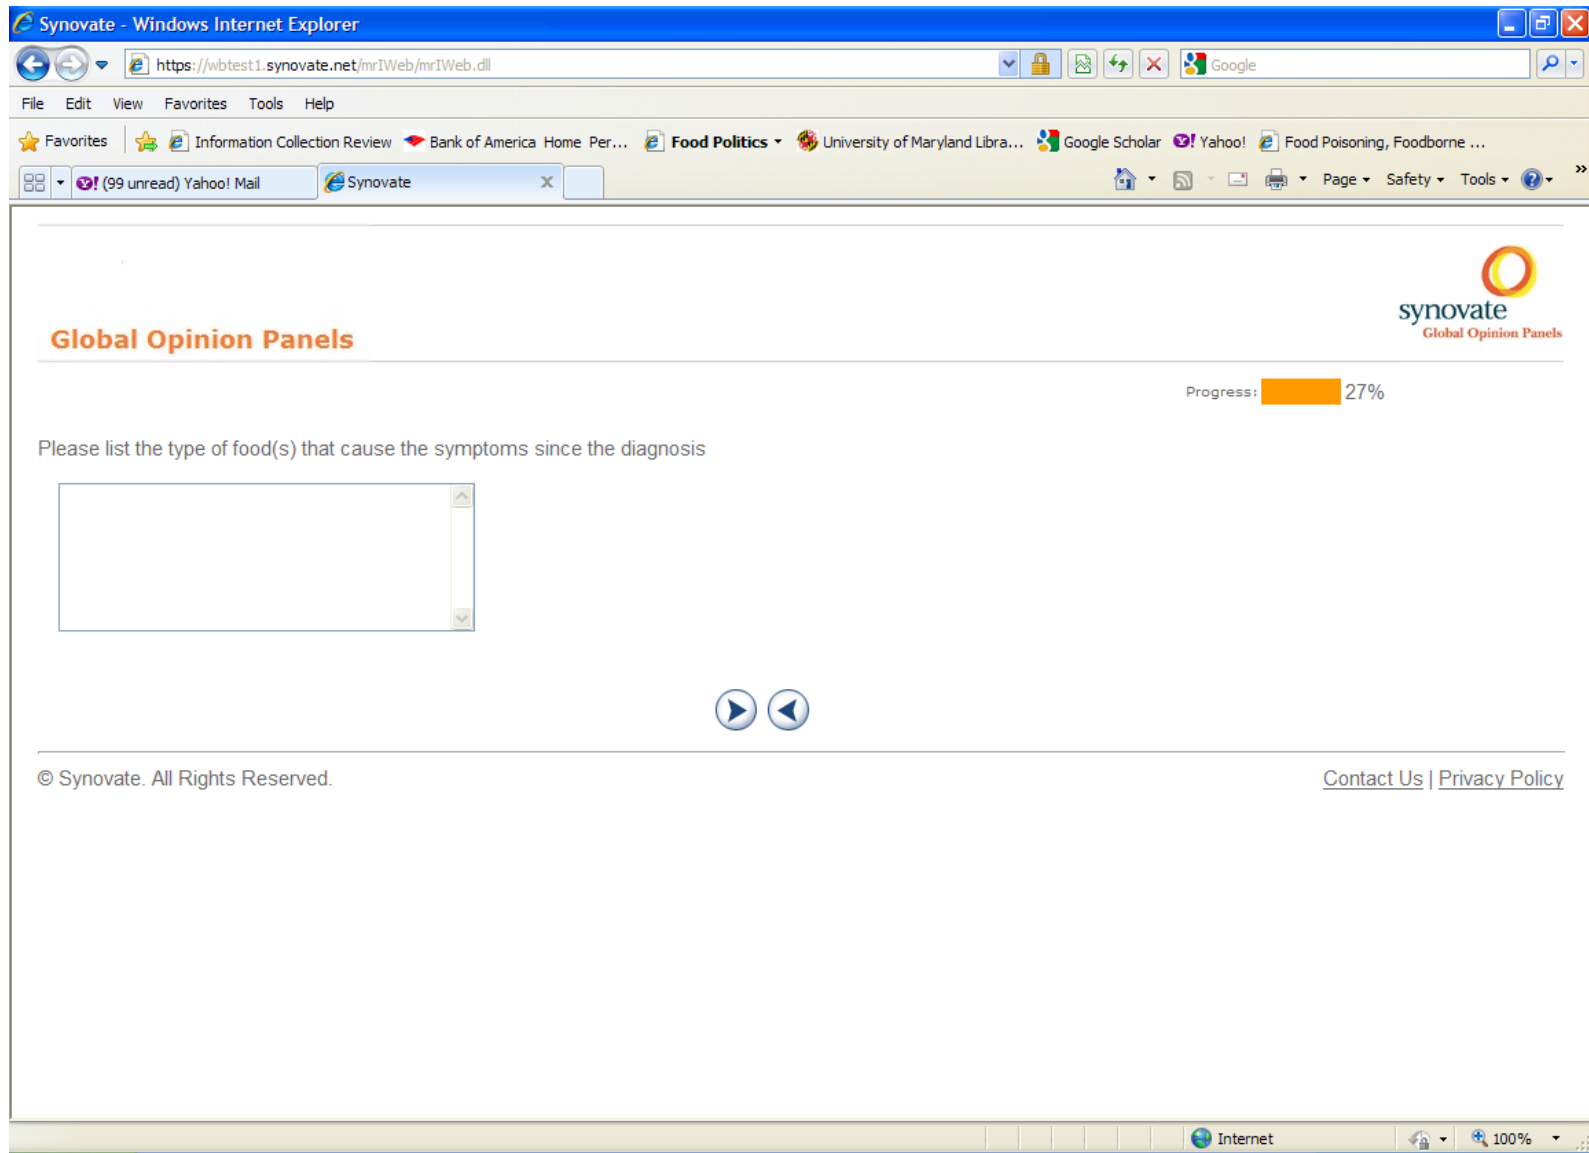 Synovate - Windows Internet Explorer
https://wbtest1.synovate.net/mrIWeb/mrIWeb.dll
Google
File Edit View Favorites Tools Help
Favorites Information Collection Review Bank of America Home Per... Food Politics University of Maryland Libra... Google Scholar Yahoo! Food Poisoning, Foodborne ...
(99 unread) Yahoo! Mail Synovate x Page Safety Tools »
Global Opinion Panels
synovate
Global Opinion Panels
Progress: 27%
Please list the type of food(s) that cause the symptoms since the diagnosis
© Synovate. All Rights Reserved. Contact Us | Privacy Policy
Internet 100%